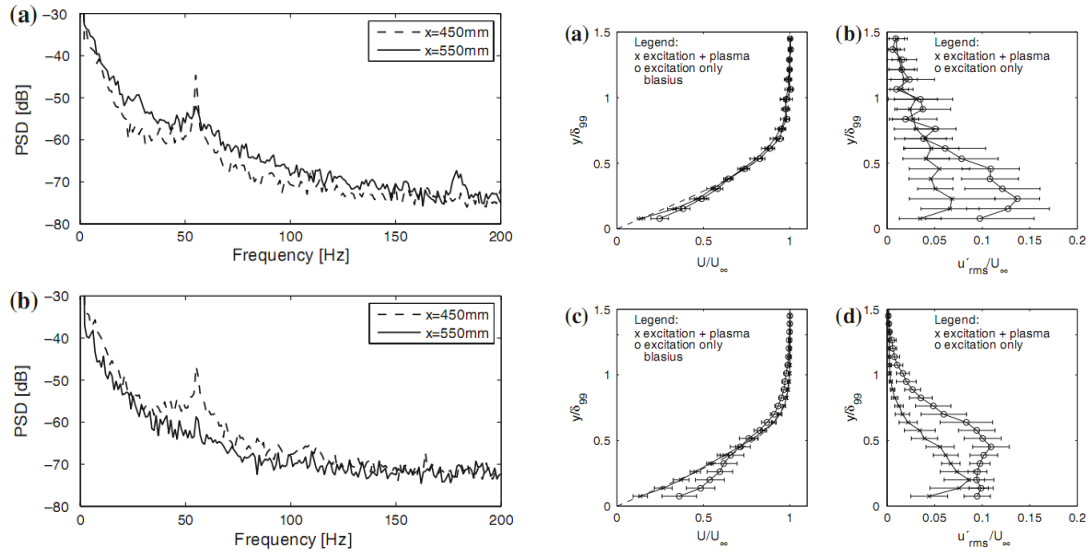 (a)
−30
−40
−50
−60
−70
−80
PSD [dB]
0
50
100
150
200
Frequency [Hz]
x=450mm
x=550mm
(b)
−30
−40
−50
−60
−70
−80
PSD [dB]
0
50
100
150
200
Frequency [Hz]
x=450mm
x=550mm
(a)
1.5
1
0.5
0
y/δ99
Legend:
x excitation + plasma
o excitation only
blasius
0
0.5
1
U/U∞
(b)
1.5
1
0.5
0
y/δ99
Legend:
x excitation + plasma
o excitation only
0
0.05
0.1
0.15
0.2
u′rms/U∞
(c)
1.5
1
0.5
0
y/δ99
Legend:
x excitation + plasma
o excitation only
blasius
0
0.5
1
U/U∞
(d)
1.5
1
0.5
0
y/δ99
Legend:
x excitation + plasma
o excitation only
0
0.05
0.1
0.15
0.2
u′rms/U∞